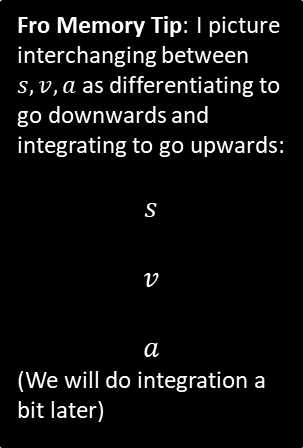 Fro Memory Tip: I picture
interchanging between
s, v, a as differentiating to
go downwards and
integrating to go upwards:
s
v
a
(We will do integration a
bit later)